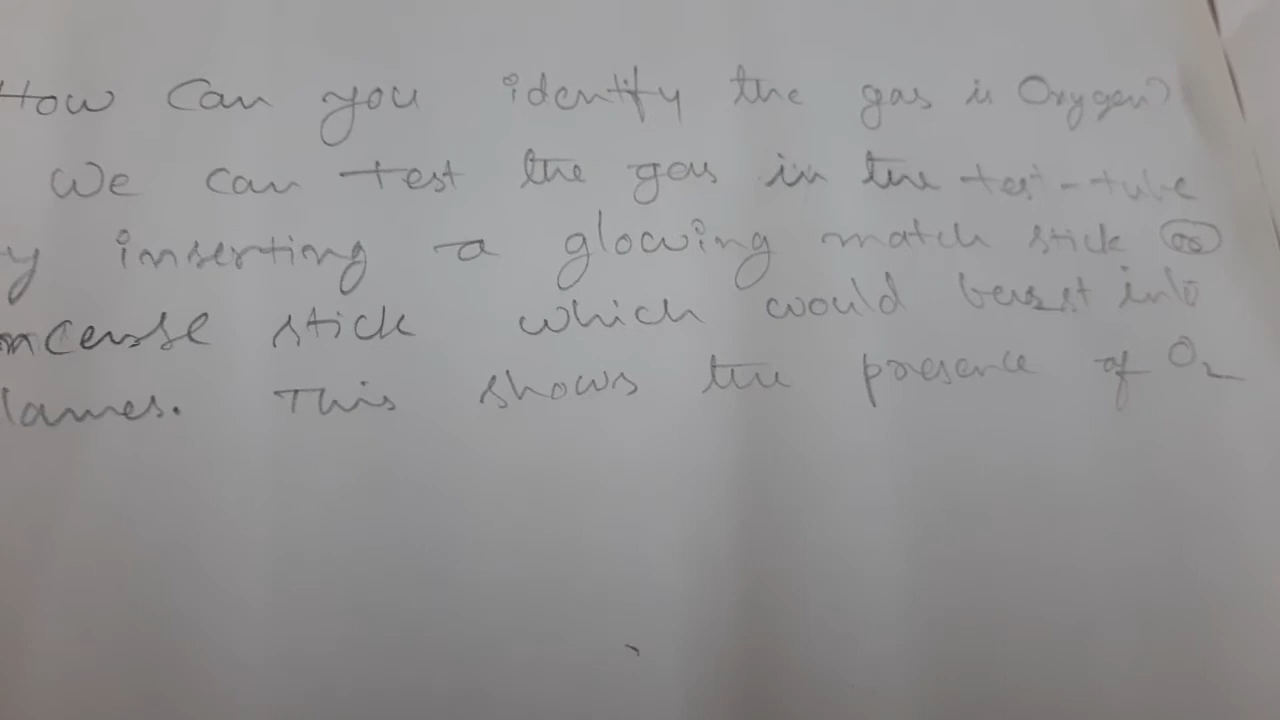 How can you identify the gas is Oxygen?
We can test the gas in the test-tube
y inserting a glowing match stick or
ncense stick which would burst into
lames. This shows the presence of O₂